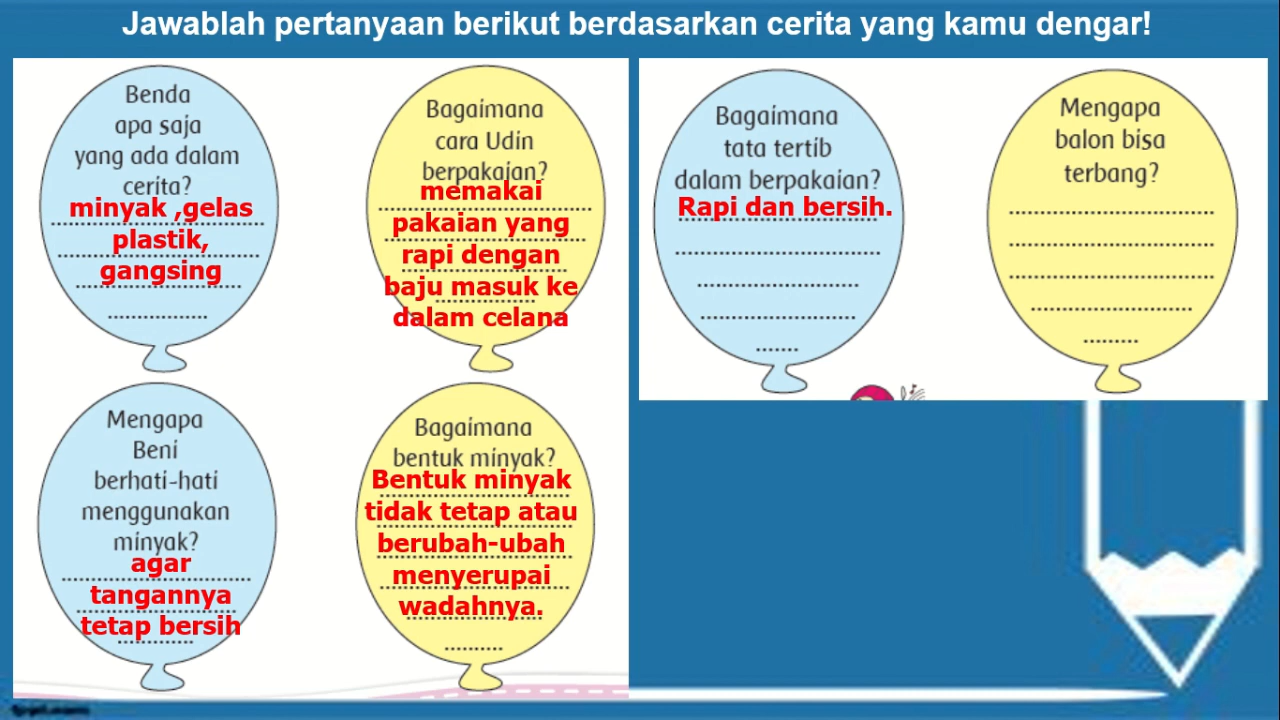 Jawablah pertanyaan berikut berdasarkan cerita yang kamu dengar!
Benda
apa saja
yang ada dalam
cerita?
minyak ,gelas
plastik,
gangsing
Bagaimana
cara Udin
berpakaian?
memakai
pakaian yang
rapi dengan
baju masuk ke
dalam celana
Bagaimana
tata tertib
dalam berpakaian?
Rapi dan bersih.
Mengapa
balon bisa
terbang?
Mengapa
Beni
berhati-hati
menggunakan
minyak?
agar
tangannya
tetap bersih
Bagaimana
bentuk minyak?
Bentuk minyak
tidak tetap atau
berubah-ubah
menyerupai
wadahnya.